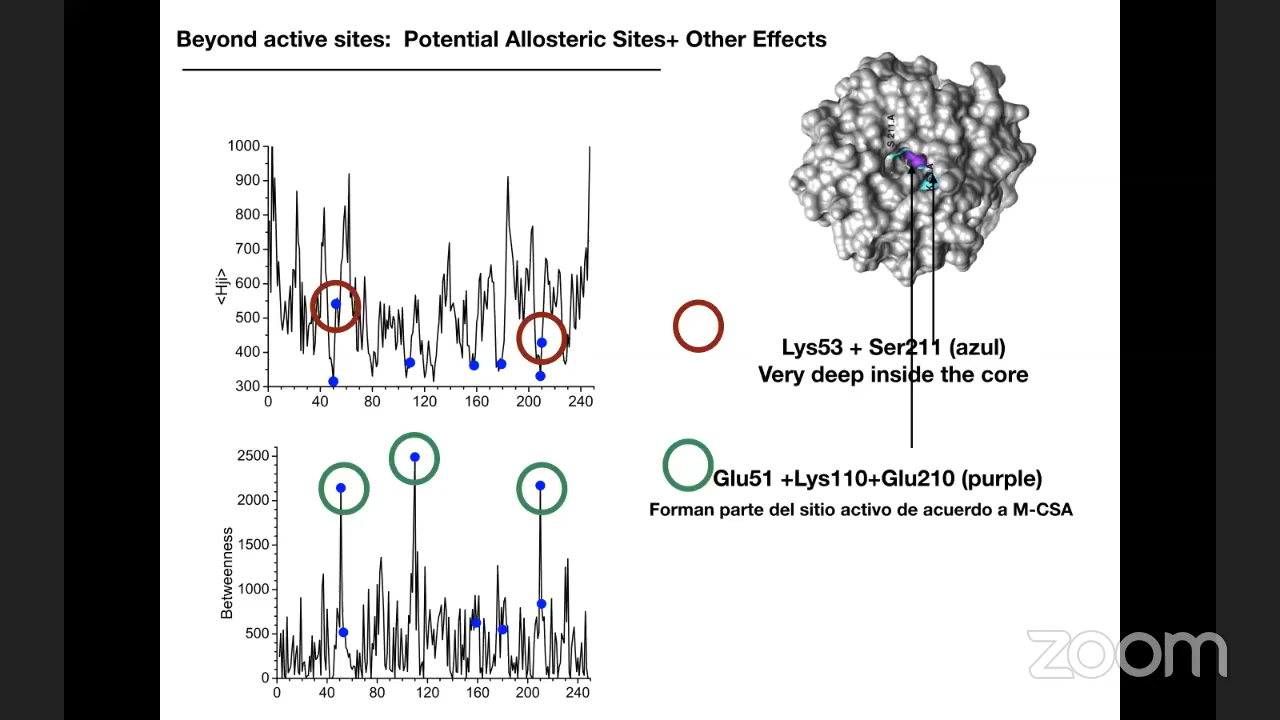 Beyond active sites: Potential Allosteric Sites+ Other Effects
S 211.A
1000
900
800
700
600
500
400
300
<Hji>
0 40 80 120 160 200 240
Lys53 + Ser211 (azul)
Very deep inside the core
2500
2000
1500
1000
500
0
Betweenness
0 40 80 120 160 200 240
Glu51 +Lys110+Glu210 (purple)
Forman parte del sitio activo de acuerdo a M-CSA
zoom